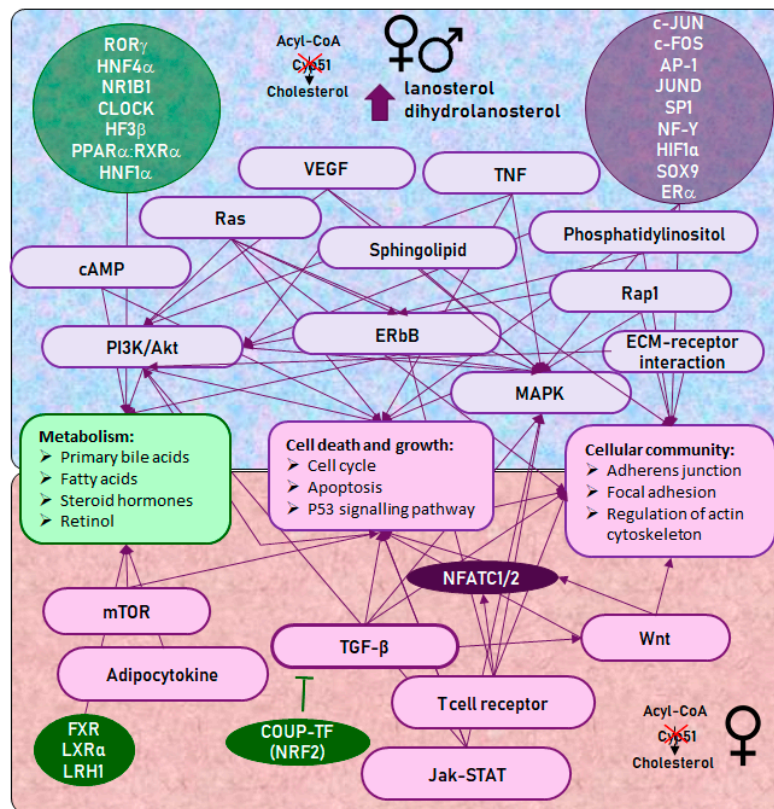 RORγ
HNF4α
NR1B1
CLOCK
HF3β
PPARα:RXRα
HNF1α
Acyl-CoA
Cyp51
Cholesterol
lanosterol
dihydrolanosterol
c-JUN
c-FOS
AP-1
JUND
SP1
NF-Y
HIF1α
SOX9
ERα
VEGF
TNF
Ras
Sphingolipid
Phosphatidylinositol
cAMP
Rap1
PI3K/Akt
ERbB
ECM-receptor
interaction
MAPK
Metabolism:
➢ Primary bile acids
➢ Fatty acids
➢ Steroid hormones
➢ Retinol
Cell death and growth:
➢ Cell cycle
➢ Apoptosis
➢ P53 signalling pathway
Cellular community:
➢ Adherens junction
➢ Focal adhesion
➢ Regulation of actin
cytoskeleton
NFATC1/2
mTOR
TGF-β
Wnt
Adipocytokine
T cell receptor
FXR
LXRα
LRH1
COUP-TF
(NRF2)
Jak-STAT
Acyl-CoA
Cyp51
Cholesterol